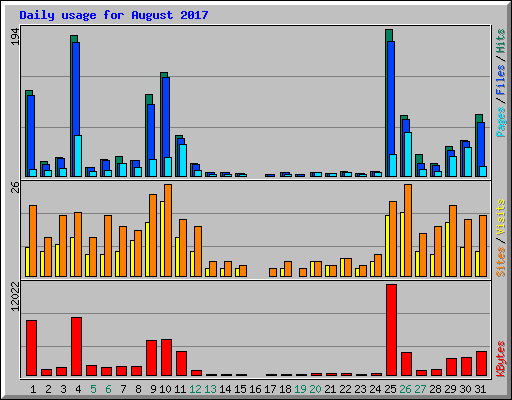 Daily usage for August 2017
194
Pages / Files / Hits
26
Sites / Visits
12022
KBytes
1 2 3 4 5 6 7 8 9 10 11 12 13 14 15 16 17 18 19 20 21 22 23 24 25 26 27 28 29 30 31